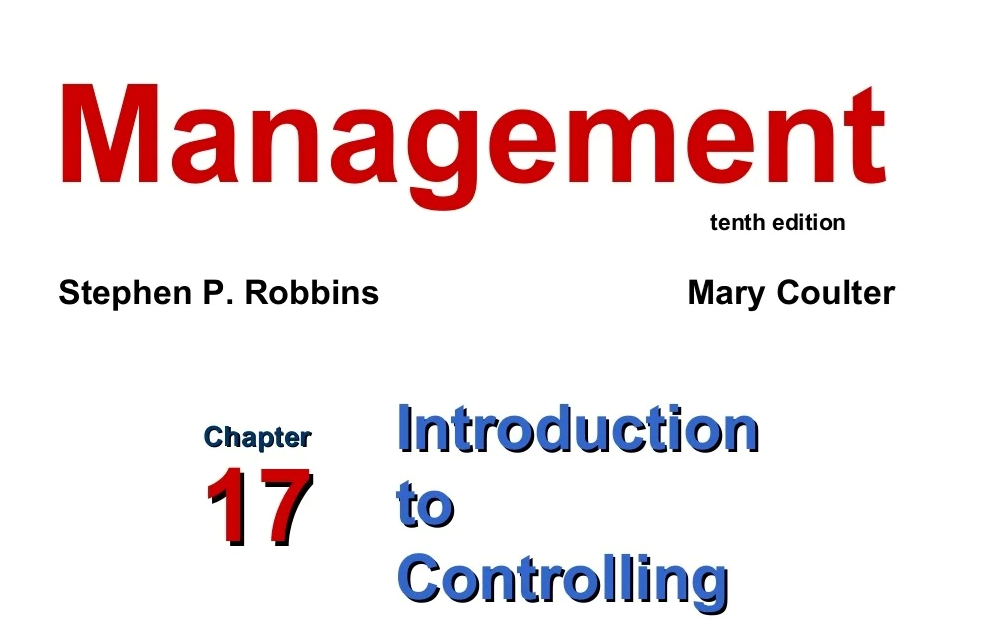 Management
tenth edition
Stephen P. Robbins Mary Coulter
Chapter
17
Introduction
to
Controlling